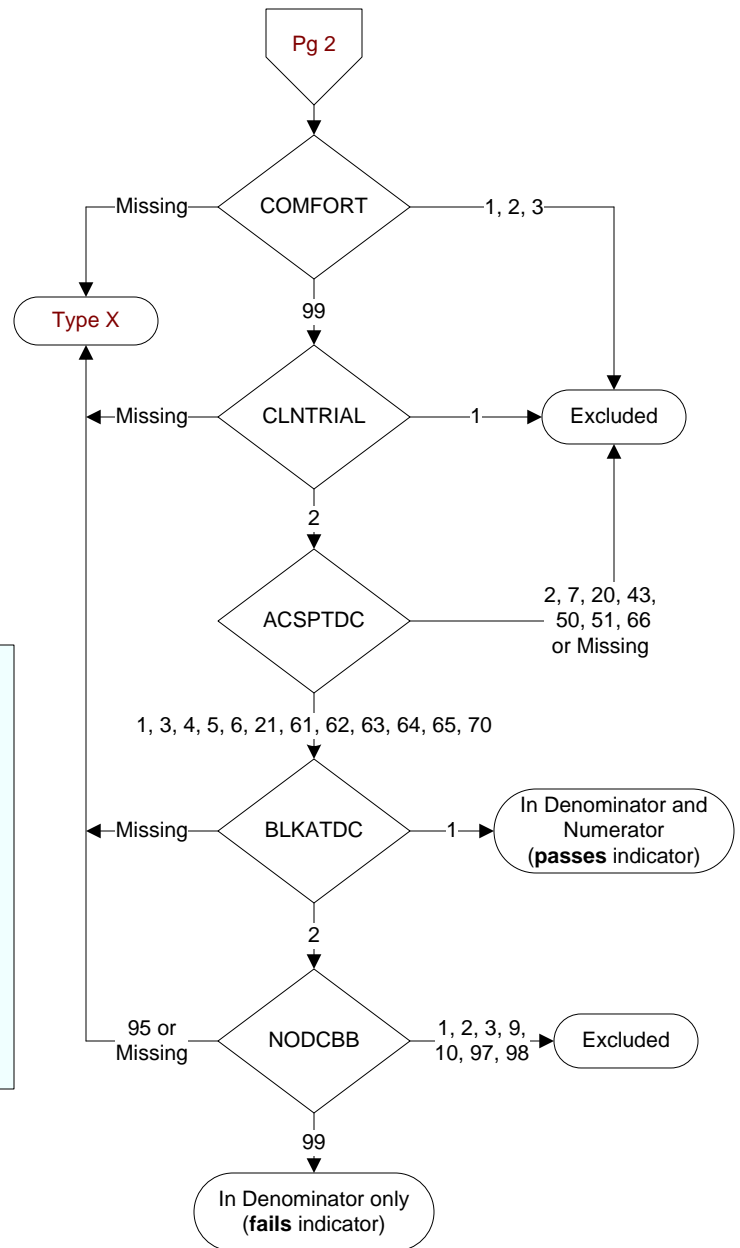 Pg 2
Missing
COMFORT
1, 2, 3
99
Type X
Missing
CLNTRIAL
1
Excluded
2
ACSPTDC
2, 7, 20, 43,
50, 51, 66
or Missing
1, 3, 4, 5, 6, 21, 61, 62, 63, 64, 65, 70
Missing
BLKATDC
1
In Denominator and
Numerator
(passes indicator)
2
95 or
Missing
NODCBB
1, 2, 3, 9,
10, 97, 98
Excluded
99
In Denominator only
(fails indicator)